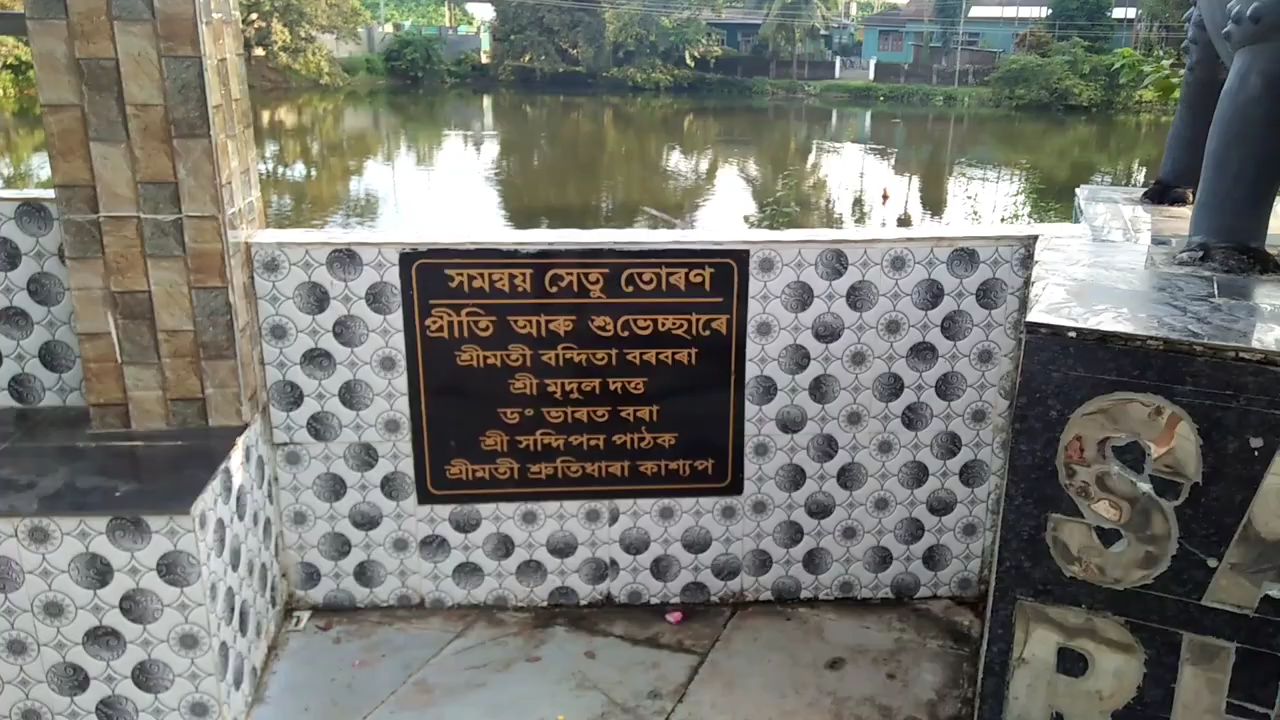 সমন্বয় সেতু তোৰণ
প্ৰীতি আৰু শুভেচ্ছাৰে
শ্ৰীমতী বন্দিতা বৰবৰা
শ্ৰী মৃদুল দত্ত
ড° ভাৰত বৰা
শ্ৰী সন্দিপন পাঠক
শ্ৰীমতী শ্ৰুতিধাৰা কাশ্যপ